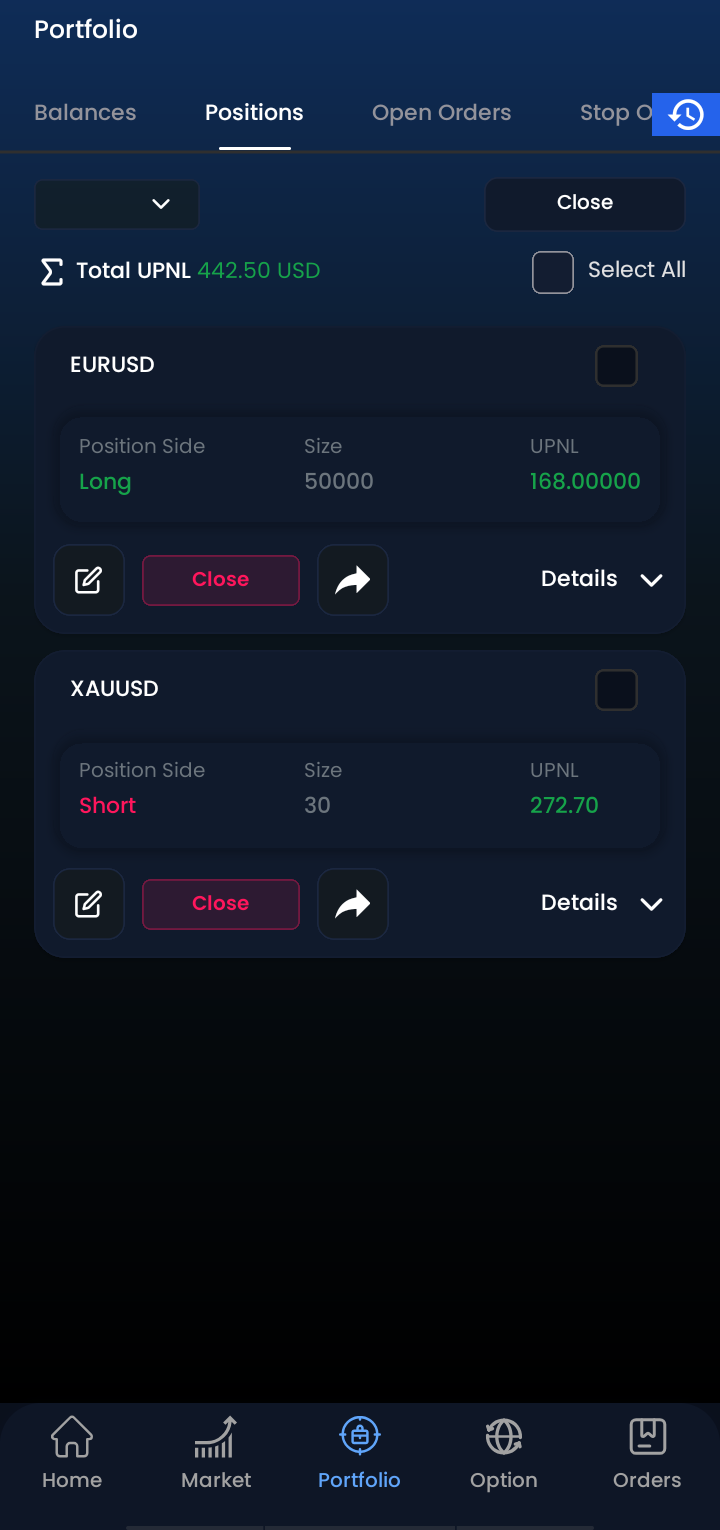 Portfolio
Balances Positions Open Orders Stop O
Close
Total UPNL 442.50 USD Select All
EURUSD
Position Side Size UPNL
Long 50000 168.00000
Close Details
XAUUSD
Position Side Size UPNL
Short 30 272.70
Close Details
Home Market Portfolio Option Orders